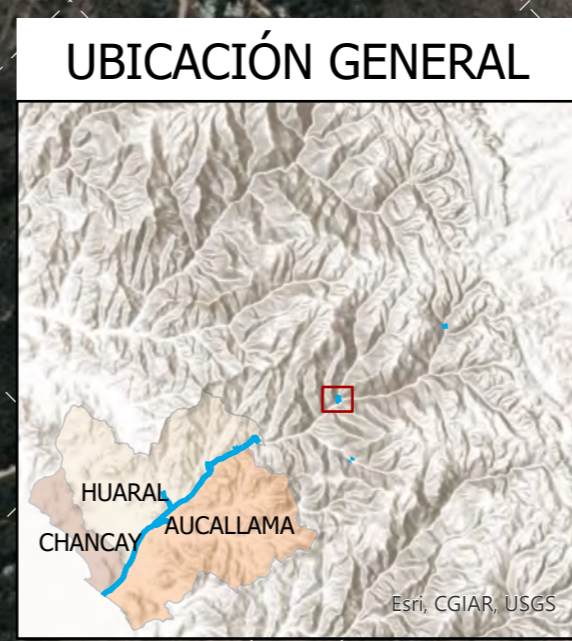 UBICACIÓN GENERAL
HUARAL
AUCALLAMA
CHANCAY
Esri, CGIAR, USGS